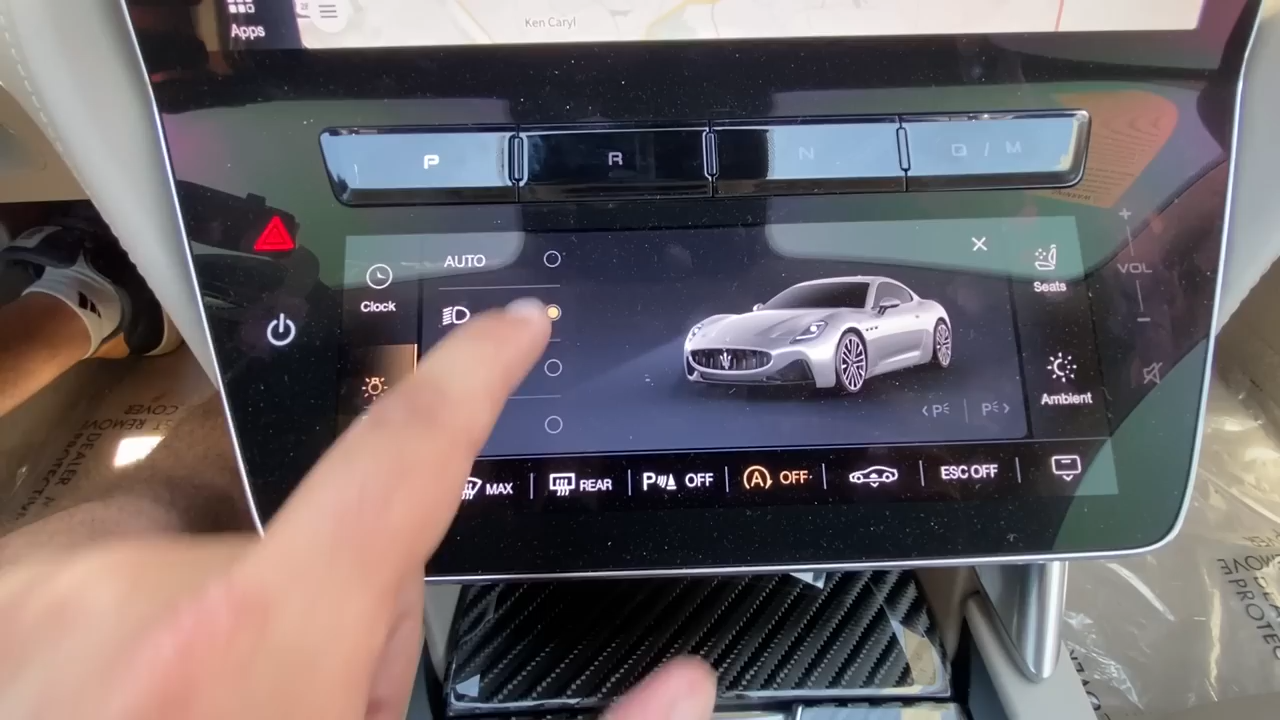 Apps
Ken Caryl
P
R
N
D / M
AUTO
Clock
Seats
+
VOL
−
Ambient
P
P
MAX
REAR
P OFF
A OFF
ESC OFF